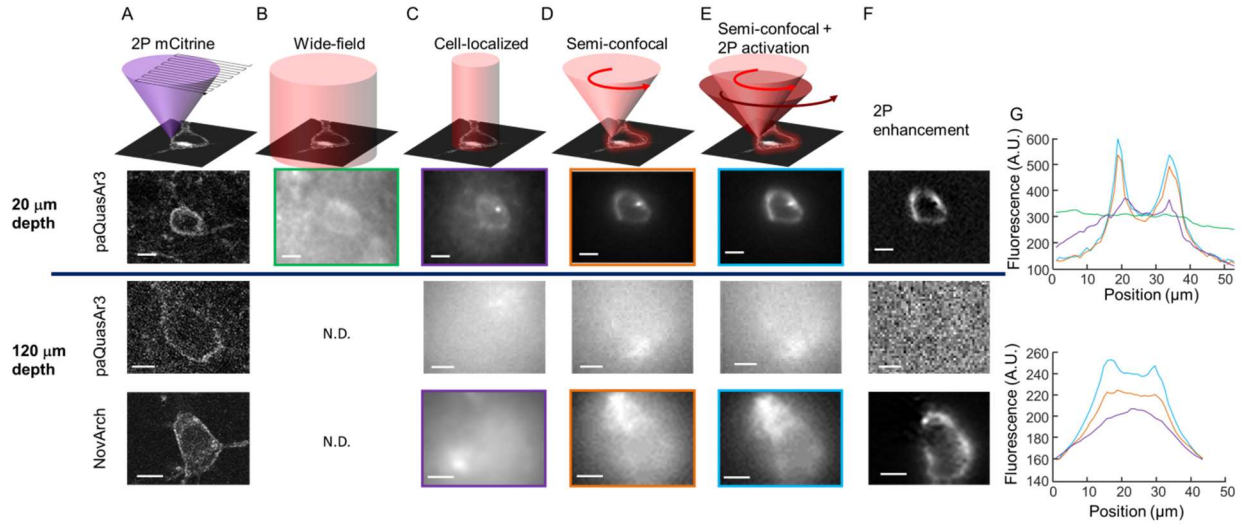 A
B
C
D
E
F
2P mCitrine
Wide-field
Cell-localized
Semi-confocal
Semi-confocal +
2P activation
2P
enhancement
G
20 μm
depth
paQuasAr3
600
500
400
300
200
100
Fluorescence (A.U.)
0 10 20 30 40 50
Position (μm)
120 μm
depth
paQuasAr3
N.D.
NovArch
N.D.
260
240
220
200
180
160
140
Fluorescence (A.U.)
0 10 20 30 40 50
Position (μm)